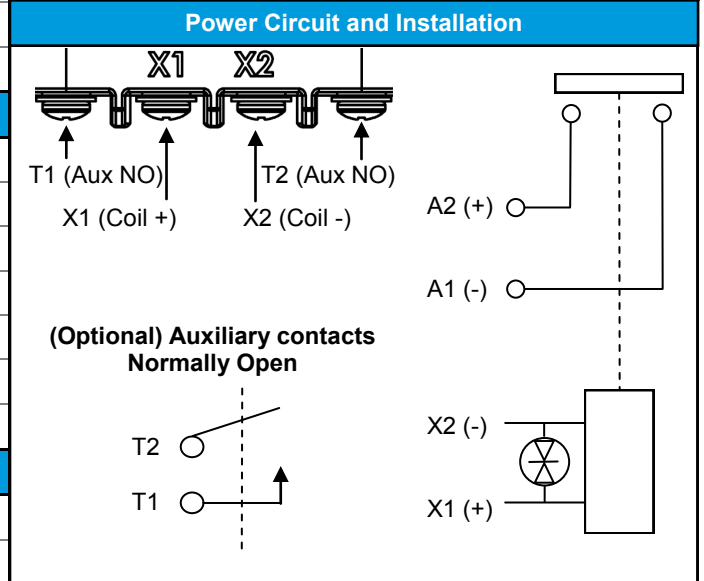 Power Circuit and Installation
X1 X2
T1 (Aux NO) T2 (Aux NO)
X1 (Coil +) X2 (Coil -)
A2 (+)
A1 (-)
(Optional) Auxiliary contacts
Normally Open
T2
T1
X2 (-)
X1 (+)